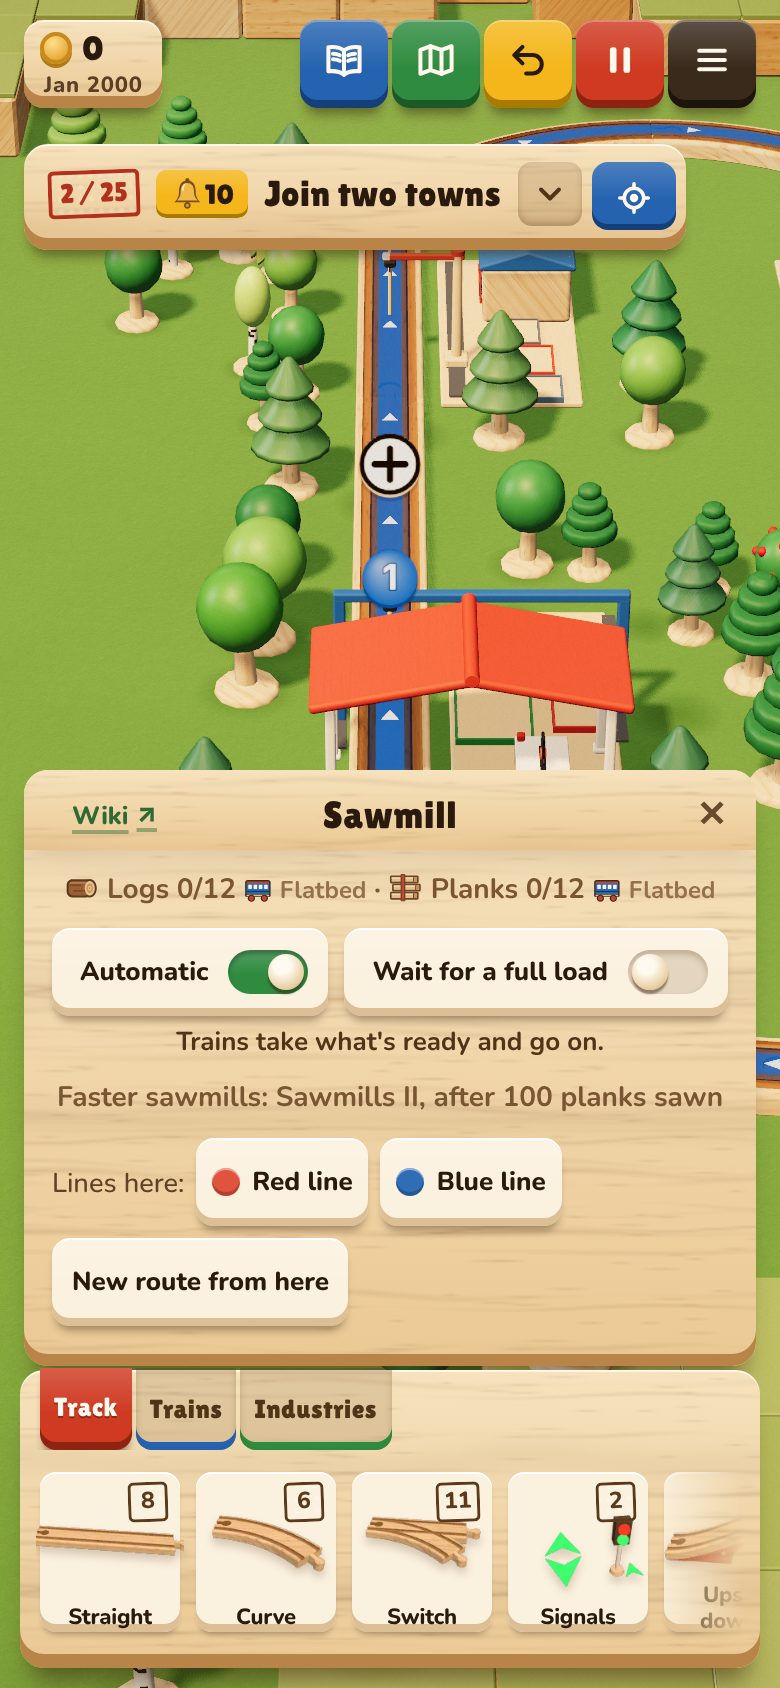 0
Jan 2000
2/25
10
Join two towns
1
Wiki
Sawmill
Logs 0/12 Flatbed · Planks 0/12 Flatbed
Automatic
Wait for a full load
Trains take what's ready and go on.
Faster sawmills: Sawmills II, after 100 planks sawn
Lines here:
Red line
Blue line
New route from here
Track
Trains
Industries
8
6
11
2
Straight
Curve
Switch
Signals